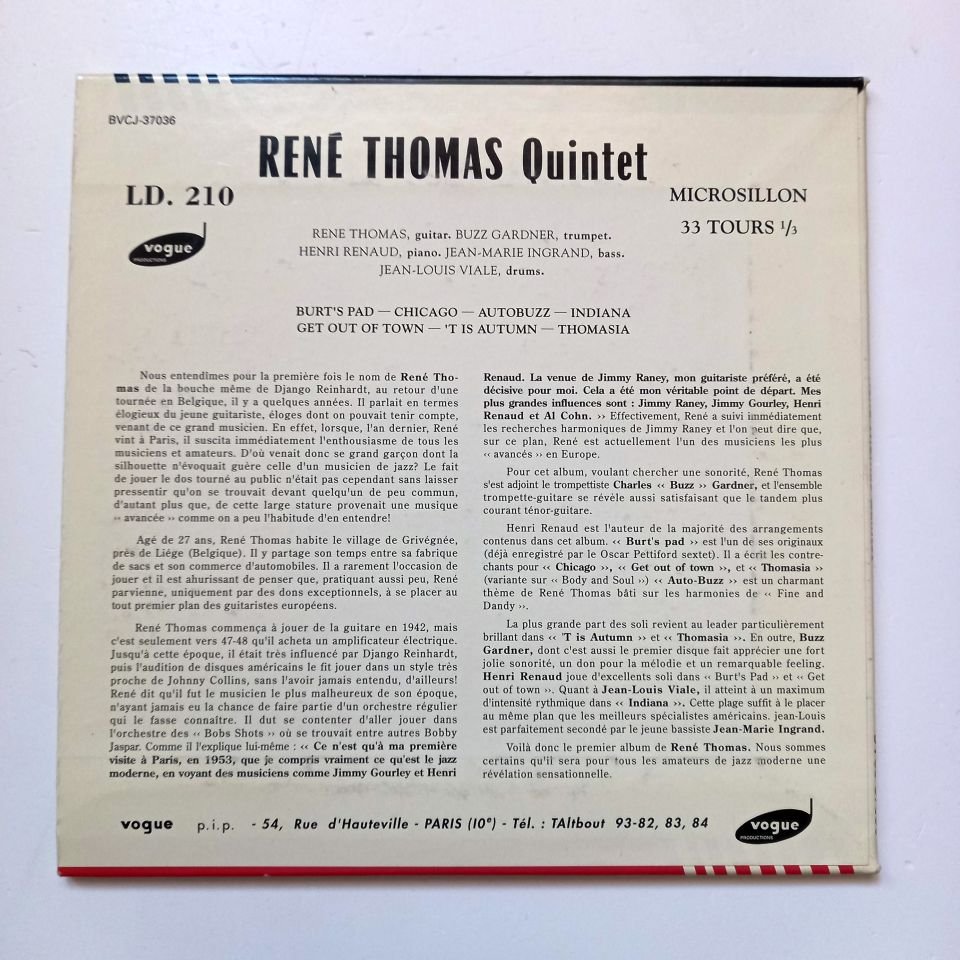 BVCJ-37036
RENÉ THOMAS Quintet
LD. 210
MICROSILLON
33 TOURS 1/3
vogue
PRODUCTIONS
RENE THOMAS, guitar. BUZZ GARDNER, trumpet.
HENRI RENAUD, piano. JEAN-MARIE INGRAND, bass.
JEAN-LOUIS VIALE, drums.
BURT'S PAD — CHICAGO — AUTOBUZZ — INDIANA
GET OUT OF TOWN — 'T IS AUTUMN — THOMASIA
Nous entendîmes pour la première fois le nom de René Tho-
mas de la bouche même de Django Reinhardt, au retour d'une
tournée en Belgique, il y a quelques années. Il parlait en termes
élogieux du jeune guitariste, éloges dont on pouvait tenir compte,
venant de ce grand musicien. En effet, lorsque, l'an dernier, René
vint à Paris, il suscita immédiatement l'enthousiasme de tous les
musiciens et amateurs. D'où venait donc se grand garçon dont la
silhouette n'évoquait guère celle d'un musicien de jazz? Le fait
de jouer le dos tourné au public n'était pas cependant sans laisser
pressentir qu'on se trouvait devant quelqu'un de peu commun,
d'autant plus que, de cette large stature provenait une musique
‹‹ avancée ›› comme on a peu l'habitude d'en entendre!
Agé de 27 ans, René Thomas habite le village de Grivégnée,
près de Liége (Belgique). Il y partage son temps entre sa fabrique
de sacs et son commerce d'automobiles. Il a rarement l'occasion de
jouer et il est ahurissant de penser que, pratiquant aussi peu, René
parvienne, uniquement par des dons exceptionnels, à se placer au
tout premier plan des guitaristes européens.
René Thomas commença à jouer de la guitare en 1942, mais
c'est seulement vers 47-48 qu'il acheta un amplificateur électrique.
Jusqu'à cette époque, il était très influencé par Django Reinhardt,
puis l'audition de disques américains le fit jouer dans un style très
proche de Johnny Collins, sans l'avoir jamais entendu, d'ailleurs!
René dit qu'il fut le musicien le plus malheureux de son époque,
n'ayant jamais eu la chance de faire partie d'un orchestre régulier
qui le fasse connaître. Il dut se contenter d'aller jouer dans
l'orchestre des ‹‹ Bobs Shots ›› où se trouvait entre autres Bobby
Jaspar. Comme il l'explique lui-même : ‹‹ Ce n'est qu'à ma première
visite à Paris, en 1953, que je compris vraiment ce qu'est le jazz
moderne, en voyant des musiciens comme Jimmy Gourley et Henri
Renaud. La venue de Jimmy Raney, mon guitariste préféré, a été
décisive pour moi. Cela a été mon véritable point de départ. Mes
plus grandes influences sont : Jimmy Raney, Jimmy Gourley, Henri
Renaud et Al Cohn. ›› Effectivement, René a suivi immédiatement
les recherches harmoniques de Jimmy Raney et l'on peut dire que,
sur ce plan, René est actuellement l'un des musiciens les plus
‹‹ avancés ›› en Europe.
Pour cet album, voulant chercher une sonorité, René Thomas
s'est adjoint le trompettiste Charles ‹‹ Buzz ›› Gardner, et l'ensemble
trompette-guitare se révèle aussi satisfaisant que le tandem plus
courant ténor-guitare.
Henri Renaud est l'auteur de la majorité des arrangements
contenus dans cet album. ‹‹ Burt's pad ›› est l'un de ses originaux
(déjà enregistré par le Oscar Pettiford sextet). Il a écrit les contre-
chants pour ‹‹ Chicago ››, ‹‹ Get out of town ››, et ‹‹ Thomasia ››
(variante sur ‹‹ Body and Soul ››) ‹‹ Auto-Buzz ›› est un charmant
thème de René Thomas bâti sur les harmonies de ‹‹ Fine and
Dandy ››.
La plus grande part des soli revient au leader particulièrement
brillant dans ‹‹ 'T is Autumn ›› et ‹‹ Thomasia ››. En outre, Buzz
Gardner, dont c'est aussi le premier disque fait apprécier une fort
jolie sonorité, un don pour la mélodie et un remarquable feeling.
Henri Renaud joue d'excellents soli dans ‹‹ Burt's Pad ›› et ‹‹ Get
out of town ››. Quant à Jean-Louis Viale, il atteint à un maximum
d'intensité rythmique dans ‹‹ Indiana ››. Cette plage suffit à le placer
au même plan que les meilleurs spécialistes américains. jean-Louis
est parfaitement secondé par le jeune bassiste Jean-Marie Ingrand.
Voilà donc le premier album de René Thomas. Nous sommes
certains qu'il sera pour tous les amateurs de jazz moderne une
révélation sensationnelle.
vogue p.i.p. - 54, Rue d'Hauteville - PARIS (10e) - Tél. : TAItbout 93-82, 83, 84
vogue
PRODUCTIONS